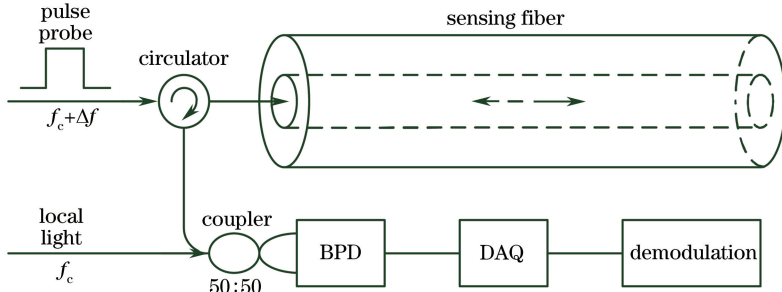 pulse
probe
sensing fiber
circulator
f_c+Δf
local
light
coupler
BPD
DAQ
demodulation
f_c
50:50